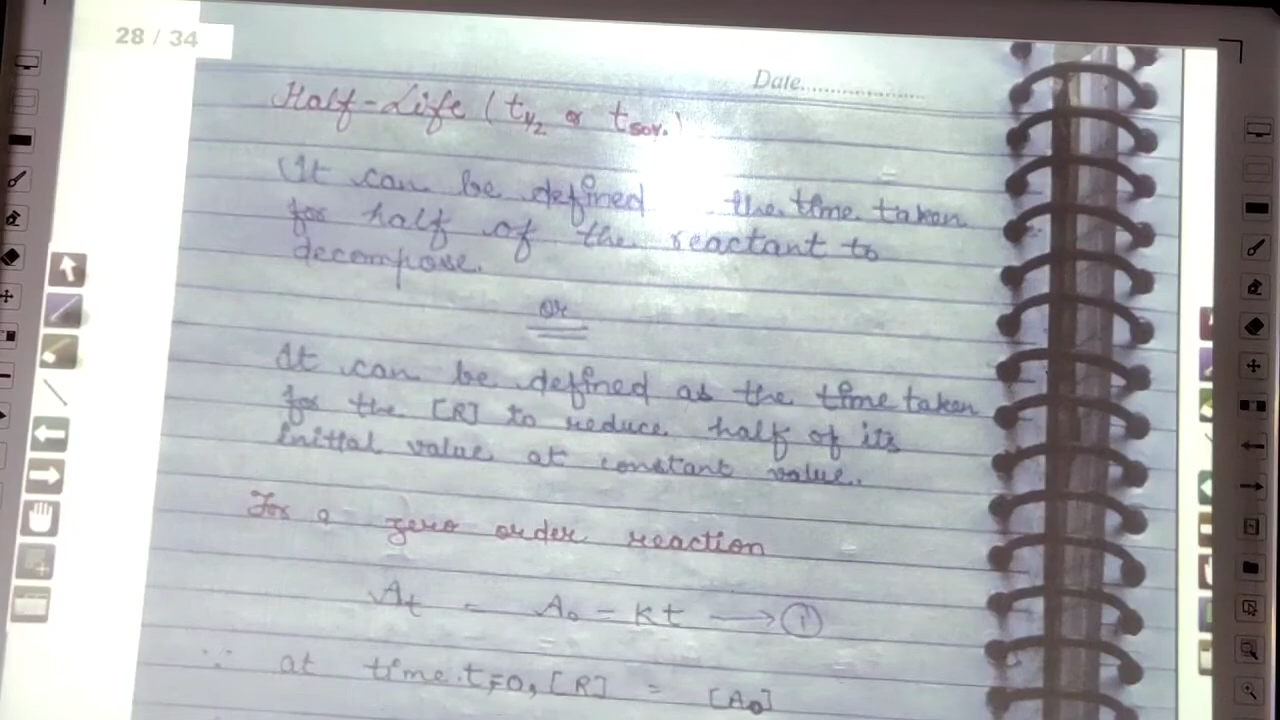 28 / 34
Date....................
Half-Life ( t1/2 or t50%. )
It can be defined the time taken
for half of the reactant to
decompose.
or
It can be defined as the time taken
for the [R] to reduce half of its
initial value at constant value.
For a zero order reaction
At = A0 - kt → ①
∵ at time t=0, [R] = [A0]